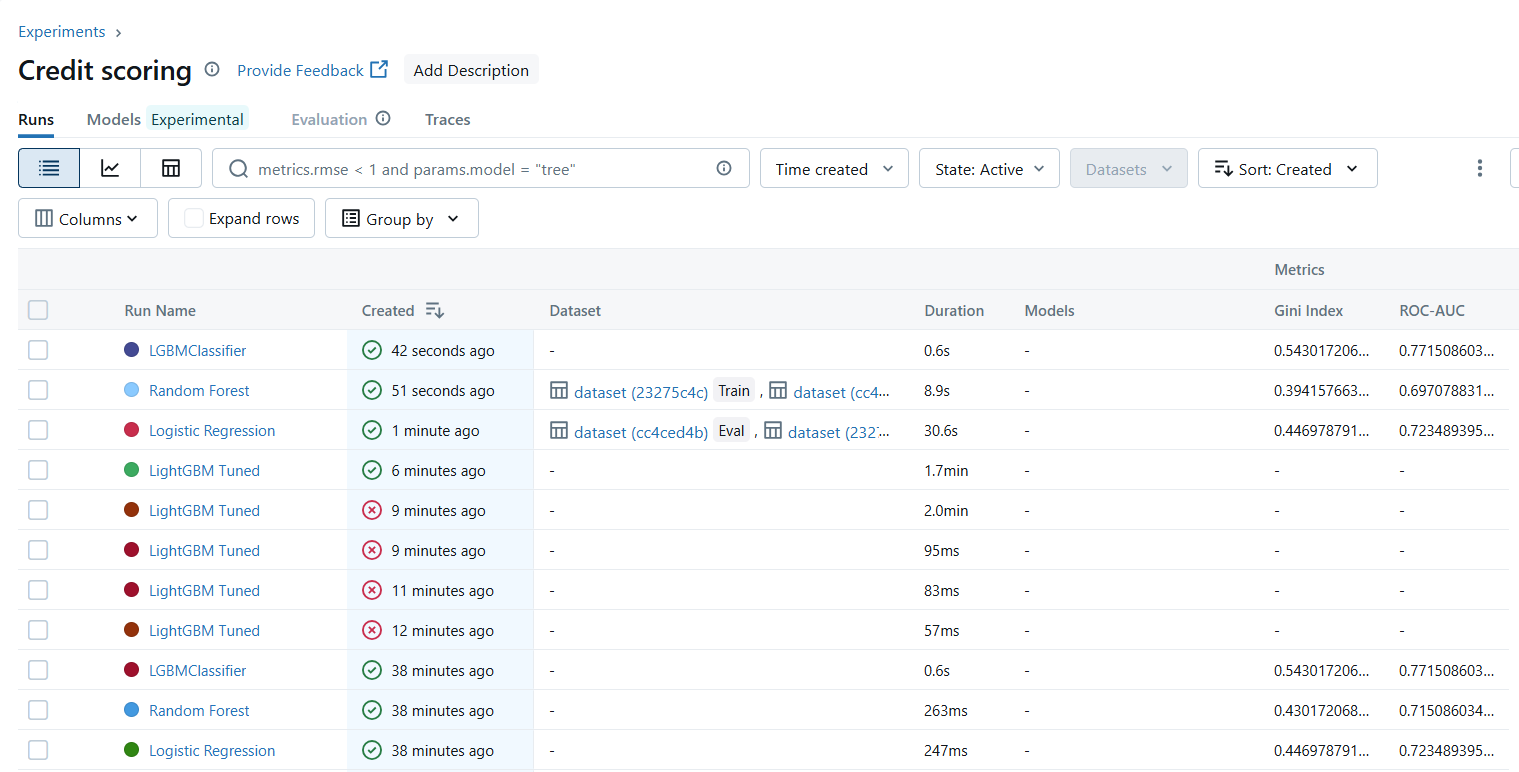 Experiments
Credit scoring Provide Feedback Add Description
Runs Models Experimental Evaluation Traces
metrics.rmse < 1 and params.model = "tree" Time created State: Active Datasets Sort: Created
Columns Expand rows Group by
Metrics
Run Name Created Dataset Duration Models Gini Index ROC-AUC
LGBMClassifier 42 seconds ago - 0.6s - 0.543017206... 0.771508603...
Random Forest 51 seconds ago dataset (23275c4c) Train , dataset (cc4... 8.9s - 0.394157663... 0.697078831...
Logistic Regression 1 minute ago dataset (cc4ced4b) Eval , dataset (232... 30.6s - 0.446978791... 0.723489395...
LightGBM Tuned 6 minutes ago - 1.7min - - -
LightGBM Tuned 9 minutes ago - 2.0min - - -
LightGBM Tuned 9 minutes ago - 95ms - - -
LightGBM Tuned 11 minutes ago - 83ms - - -
LightGBM Tuned 12 minutes ago - 57ms - - -
LGBMClassifier 38 minutes ago - 0.6s - 0.543017206... 0.771508603...
Random Forest 38 minutes ago - 263ms - 0.430172068... 0.715086034...
Logistic Regression 38 minutes ago - 247ms - 0.446978791... 0.723489395...